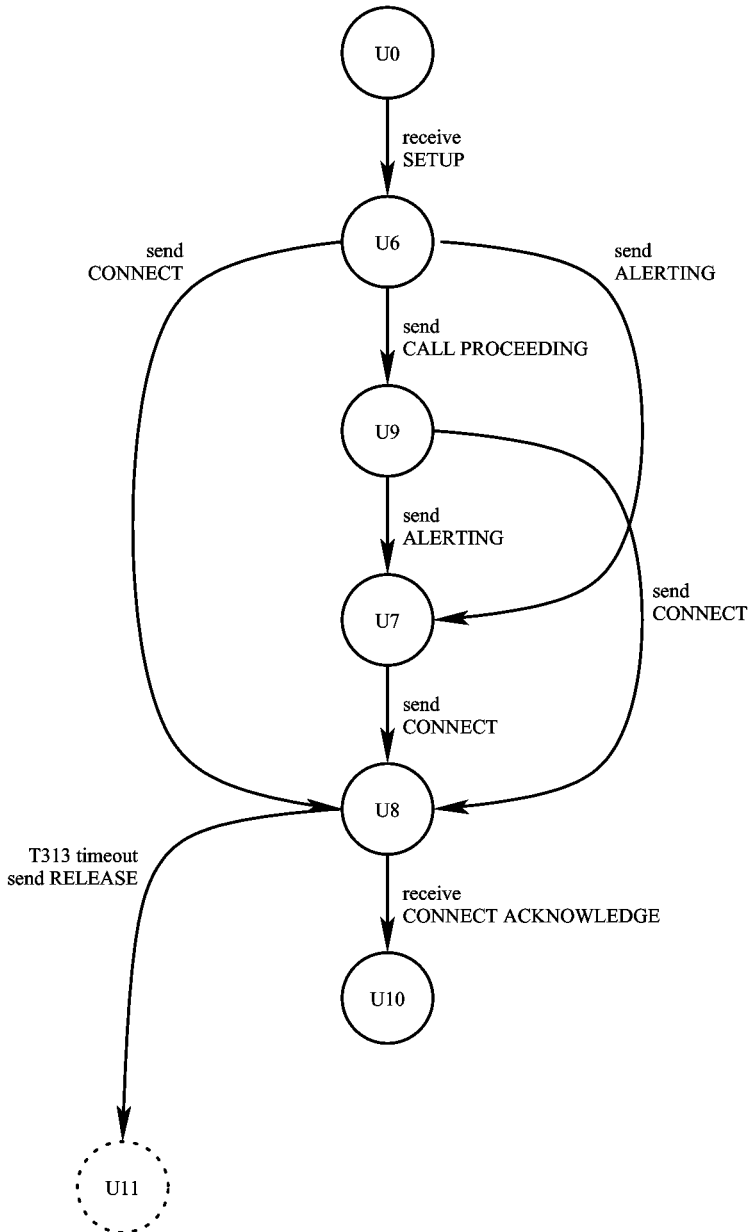 U0
receive
SETUP
U6
send
CONNECT
send
ALERTING
send
CALL PROCEEDING
U9
send
ALERTING
U7
send
CONNECT
send
CONNECT
U8
T313 timeout
send RELEASE
receive
CONNECT ACKNOWLEDGE
U10
U11